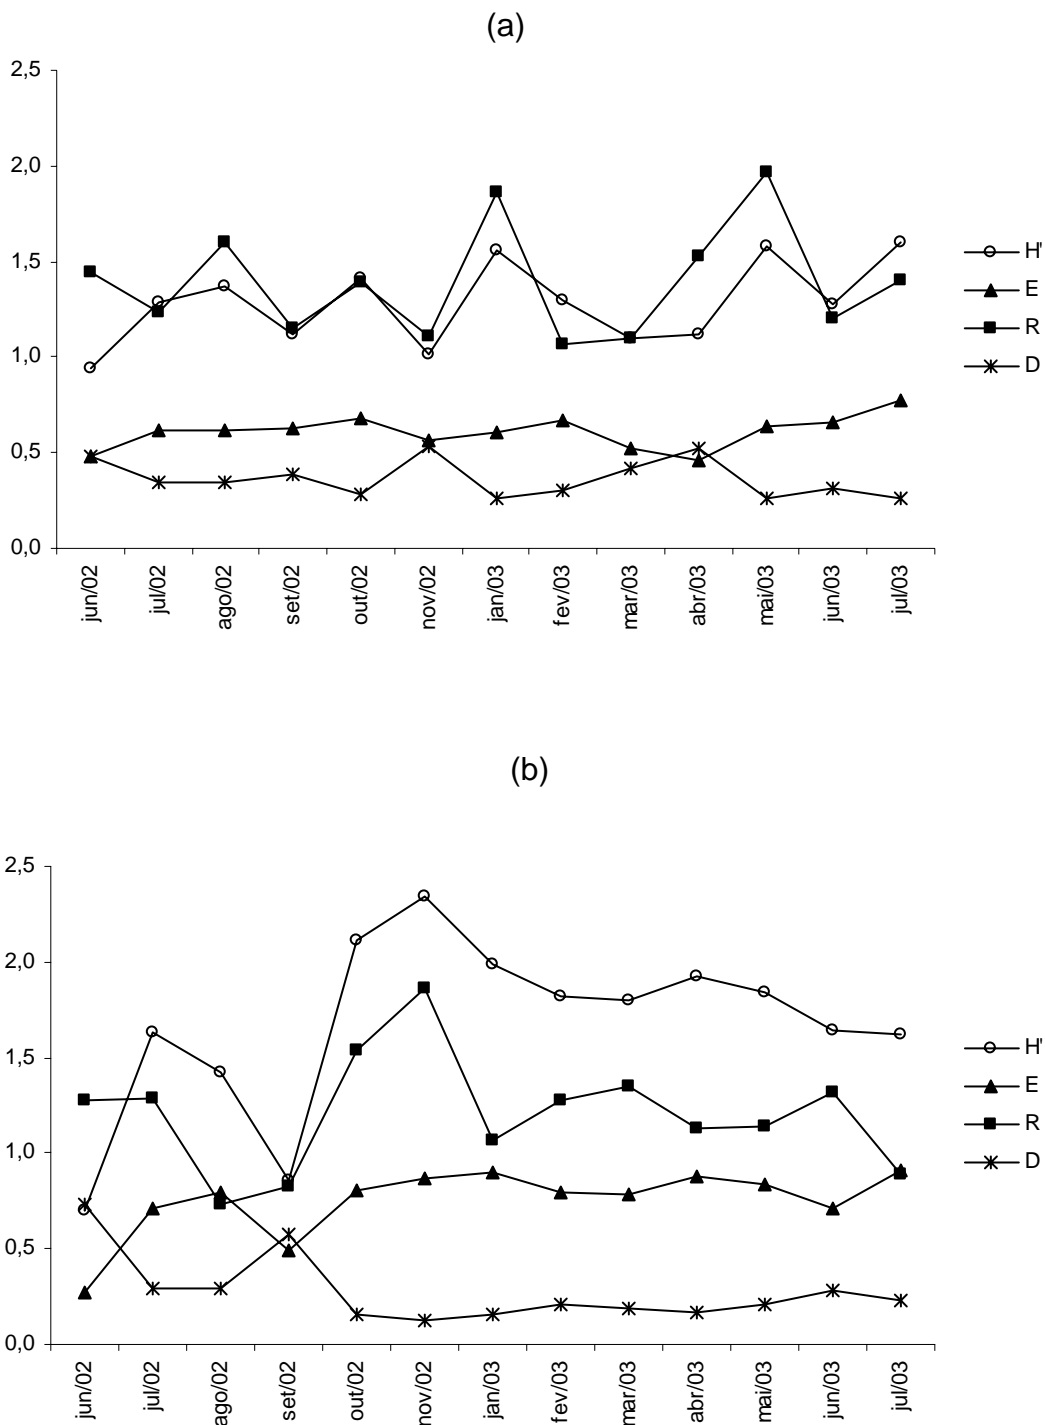 (a)
2,5
2,0
1,5
1,0
0,5
0,0
jun/02
jul/02
ago/02
set/02
out/02
nov/02
jan/03
fev/03
mar/03
abr/03
mai/03
jun/03
jul/03
H'
E
R
D
(b)
2,5
2,0
1,5
1,0
0,5
0,0
jun/02
jul/02
ago/02
set/02
out/02
nov/02
jan/03
fev/03
mar/03
abr/03
mai/03
jun/03
jul/03
H'
E
R
D